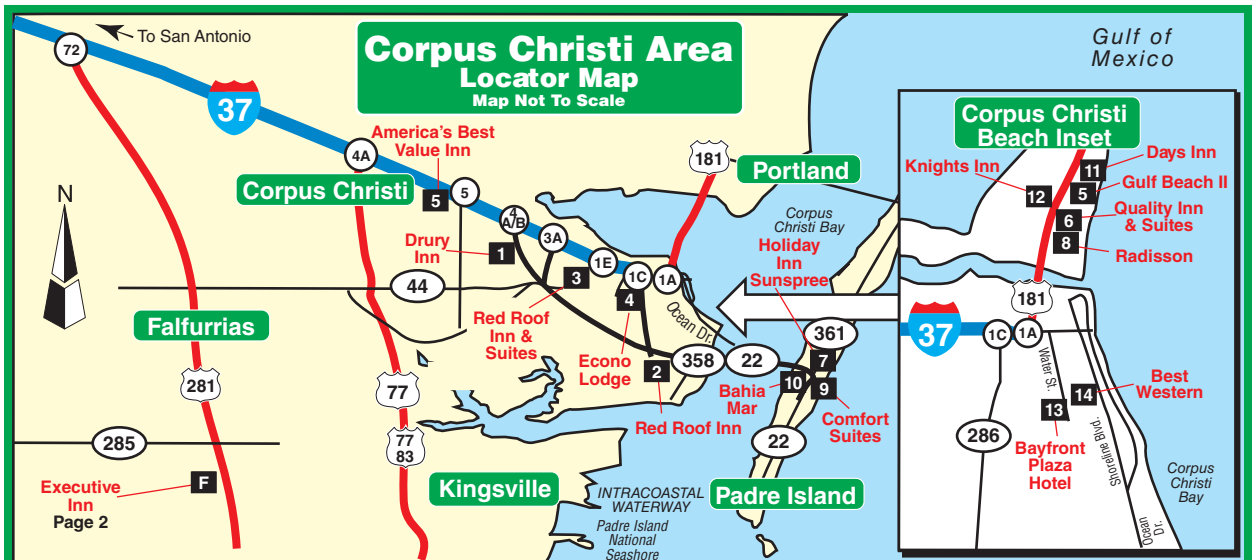 To San Antonio
72
37
Corpus Christi Area
Locator Map
Map Not To Scale
Gulf of
Mexico
America's Best
Value Inn
4A
5
5
Corpus Christi
181
Portland
4
A/B
3A
1E
1C
1A
Drury
Inn
1
3
4
Corpus
Christi Bay
Holiday
Inn
Sunspree
N
44
Ocean Dr.
361
Falfurrias
Red Roof
Inn &
Suites
Econo
Lodge
358
22
7
2
10
9
281
77
Bahia
Mar
Red Roof Inn
Comfort
Suites
285
77
83
22
Executive
Inn
Page 2
F
Kingsville
INTRACOASTAL
WATERWAY
Padre Island
Padre Island
National
Seashore
Corpus Christi
Beach Inset
Knights Inn
Days Inn
11
12
5
Gulf Beach II
6
Quality Inn
& Suites
8
Radisson
181
37
1C
1A
Water St.
14
Best
Western
13
286
Bayfront
Plaza
Hotel
Shoreline Blvd.
Corpus
Christi
Bay
Ocean
Dr.